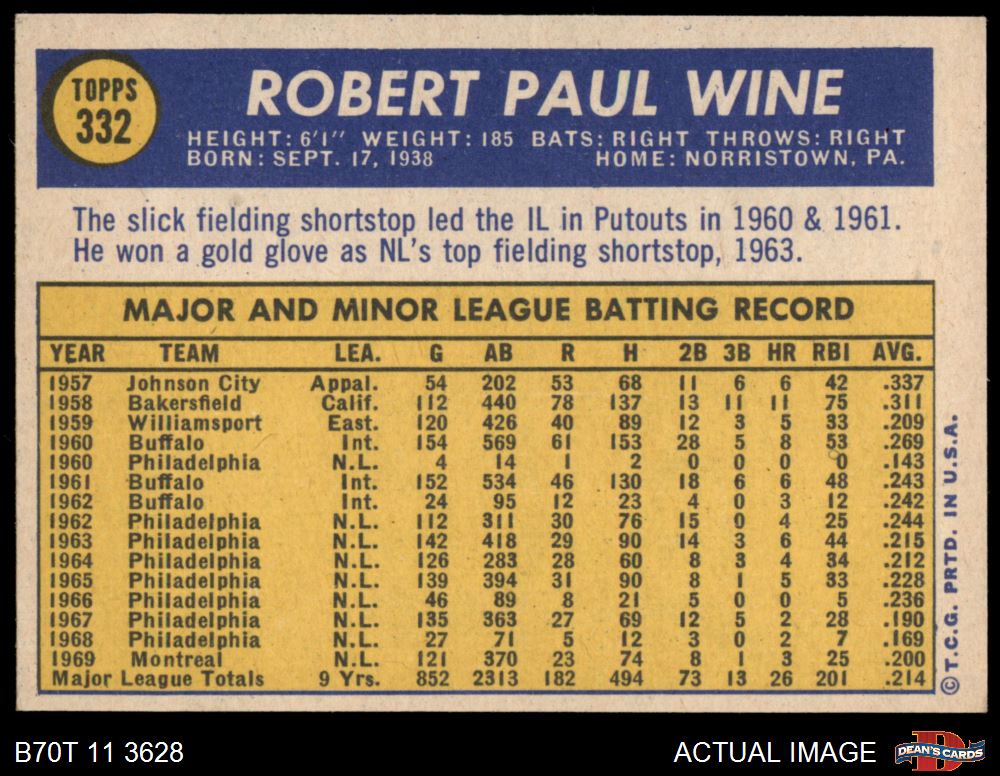 TOPPS
332
ROBERT PAUL WINE
HEIGHT: 6'1" WEIGHT: 185 BATS: RIGHT THROWS: RIGHT
BORN: SEPT. 17, 1938 HOME: NORRISTOWN, PA.
The slick fielding shortstop led the IL in Putouts in 1960 & 1961.
He won a gold glove as NL's top fielding shortstop, 1963.
MAJOR AND MINOR LEAGUE BATTING RECORD
YEAR TEAM LEA. G AB R H 2B 3B HR RBI AVG.
1957 Johnson City Appal. 54 202 53 68 11 6 6 42 .337
1958 Bakersfield Calif. 112 440 78 137 13 11 11 75 .311
1959 Williamsport East. 120 426 40 89 12 3 5 33 .209
1960 Buffalo Int. 154 569 61 153 28 5 8 53 .269
1960 Philadelphia N.L. 4 14 1 2 0 0 0 0 .143
1961 Buffalo Int. 152 534 46 130 18 6 6 48 .243
1962 Buffalo Int. 24 95 12 23 4 0 3 12 .242
1962 Philadelphia N.L. 112 311 30 76 15 0 4 25 .244
1963 Philadelphia N.L. 142 418 29 90 14 3 6 44 .215
1964 Philadelphia N.L. 126 283 28 60 8 3 4 34 .212
1965 Philadelphia N.L. 139 394 31 90 8 1 5 33 .228
1966 Philadelphia N.L. 46 89 8 21 5 0 0 5 .236
1967 Philadelphia N.L. 135 363 27 69 12 5 2 28 .190
1968 Philadelphia N.L. 27 71 5 12 3 0 2 7 .169
1969 Montreal N.L. 121 370 23 74 8 1 3 25 .200
Major League Totals 9 Yrs. 852 2313 182 494 73 13 26 201 .214
© T.C.G. PRTD. IN U.S.A.
B70T 11 3628
ACTUAL IMAGE
DEAN'S CARDS